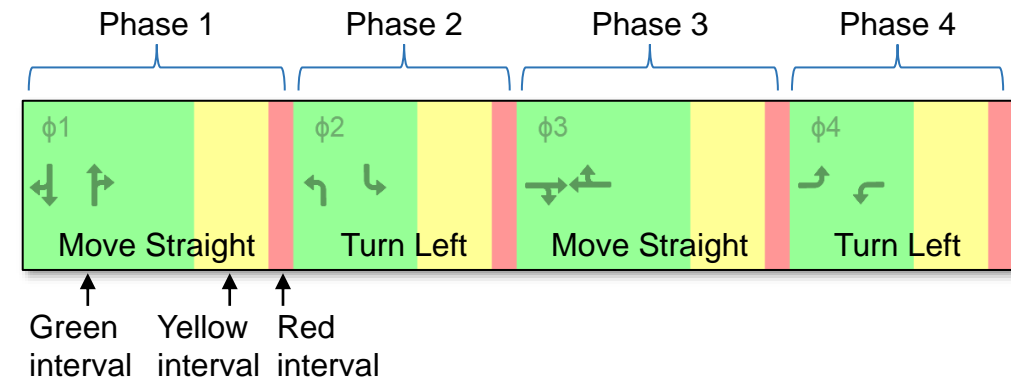 Phase 1 Phase 2 Phase 3 Phase 4
ϕ1 ϕ2 ϕ3 ϕ4
Move Straight Turn Left Move Straight Turn Left
Green Yellow Red
interval interval interval